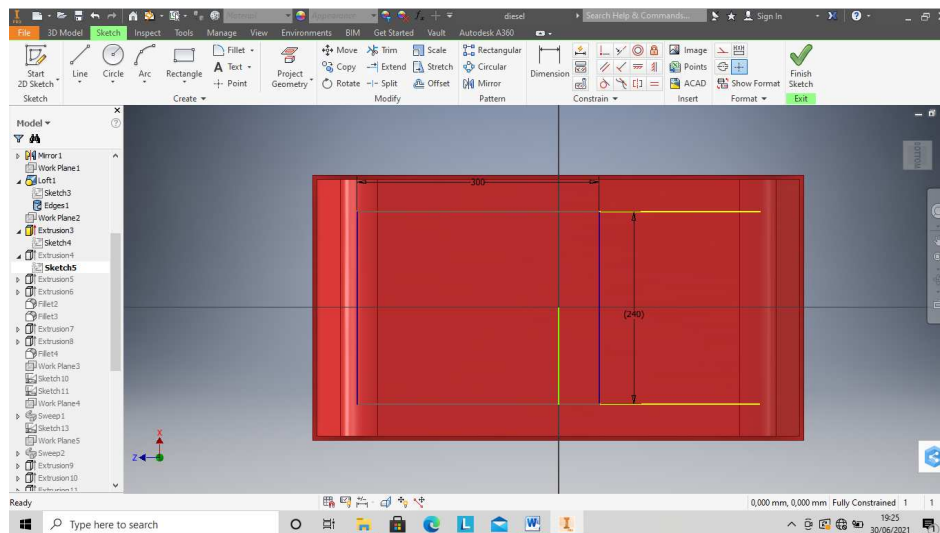 PRO
Material
Appearance
diesel
Search Help & Commands...
Sign In
File 3D Model Sketch Inspect Tools Manage View Environments BIM Get Started Vault Autodesk A360
Start
2D Sketch
Line
Circle
Arc
Rectangle
Fillet
Text
Point
Project
Geometry
Move
Copy
Rotate
Trim
Extend
Split
Scale
Stretch
Offset
Rectangular
Circular
Mirror
Dimension
Image
Points
ACAD
Show Format
Finish
Sketch
Sketch
Create
Modify
Pattern
Constrain
Insert
Format
Exit
Model
Mirror1
Work Plane1
Loft1
Sketch3
Edges1
Work Plane2
Extrusion3
Sketch4
Extrusion4
Sketch5
Extrusion5
Extrusion6
Fillet2
Fillet3
Extrusion7
Extrusion8
Fillet4
Work Plane3
Sketch10
Sketch11
Work Plane4
Sweep1
Sketch13
Work Plane5
Sweep2
Extrusion9
Extrusion10
Extrusion11
300
(240)
BOTTOM
X
Z
Ready
0,000 mm, 0,000 mm Fully Constrained 1 1
Type here to search
19:25
30/06/2021